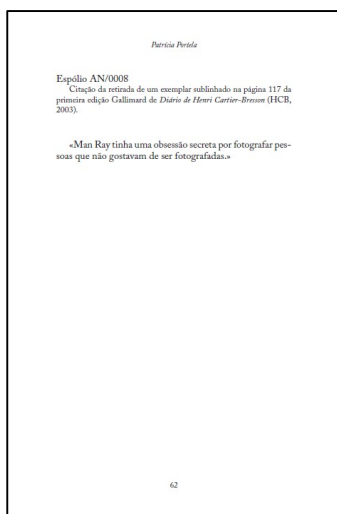 Patrícia Portela
Espólio AN/0008
Citação da retirada de um exemplar sublinhado na página 117 da
primeira edição Gallimard de Diário de Henri Cartier-Bresson (HCB,
2003).
«Man Ray tinha uma obsessão secreta por fotografar pes-
soas que não gostavam de ser fotografadas.»
62